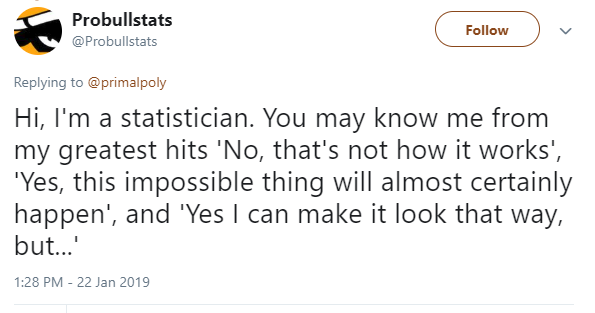 Probullstats
@Probullstats
Follow
Replying to @primalpoly
Hi, I'm a statistician. You may know me from
my greatest hits 'No, that's not how it works',
'Yes, this impossible thing will almost certainly
happen', and 'Yes I can make it look that way,
but...'
1:28 PM - 22 Jan 2019